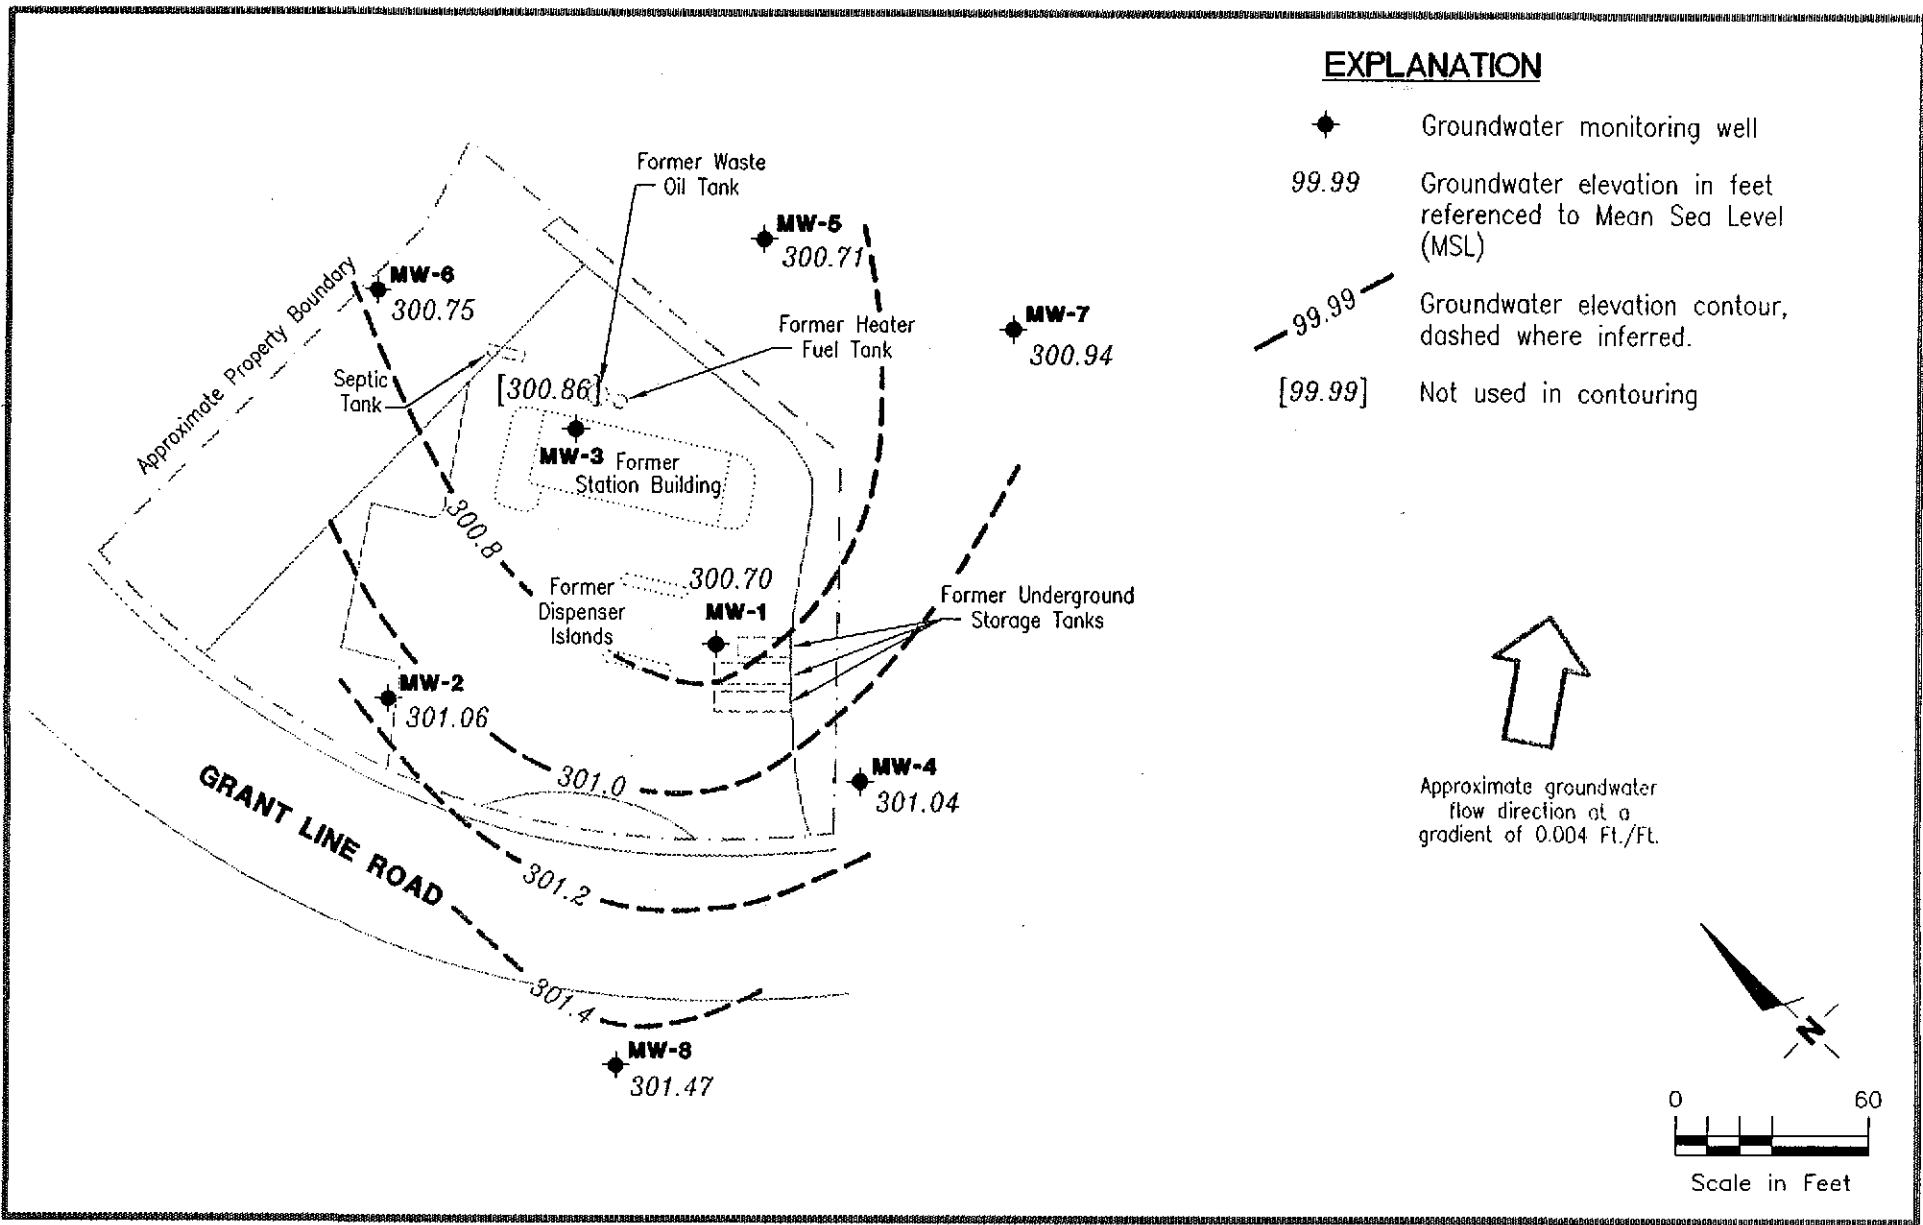 EXPLANATION
Groundwater monitoring well
99.99
Groundwater elevation in feet
referenced to Mean Sea Level
(MSL)
99.99
Groundwater elevation contour,
dashed where inferred.
[99.99]
Not used in contouring
Former Waste
Oil Tank
MW-5
300.71
MW-6
300.75
Approximate Property Boundary
MW-7
300.94
Former Heater
Fuel Tank
Septic
Tank
[300.86]
MW-3
Former
Station Building
300.8
Former
Dispenser
Islands
300.70
MW-1
Former Underground
Storage Tanks
MW-2
301.06
301.0
MW-4
301.04
GRANT LINE ROAD
301.2
301.4
MW-8
301.47
Approximate groundwater
flow direction at a
gradient of 0.004 Ft./Ft.
N
0 60
Scale in Feet